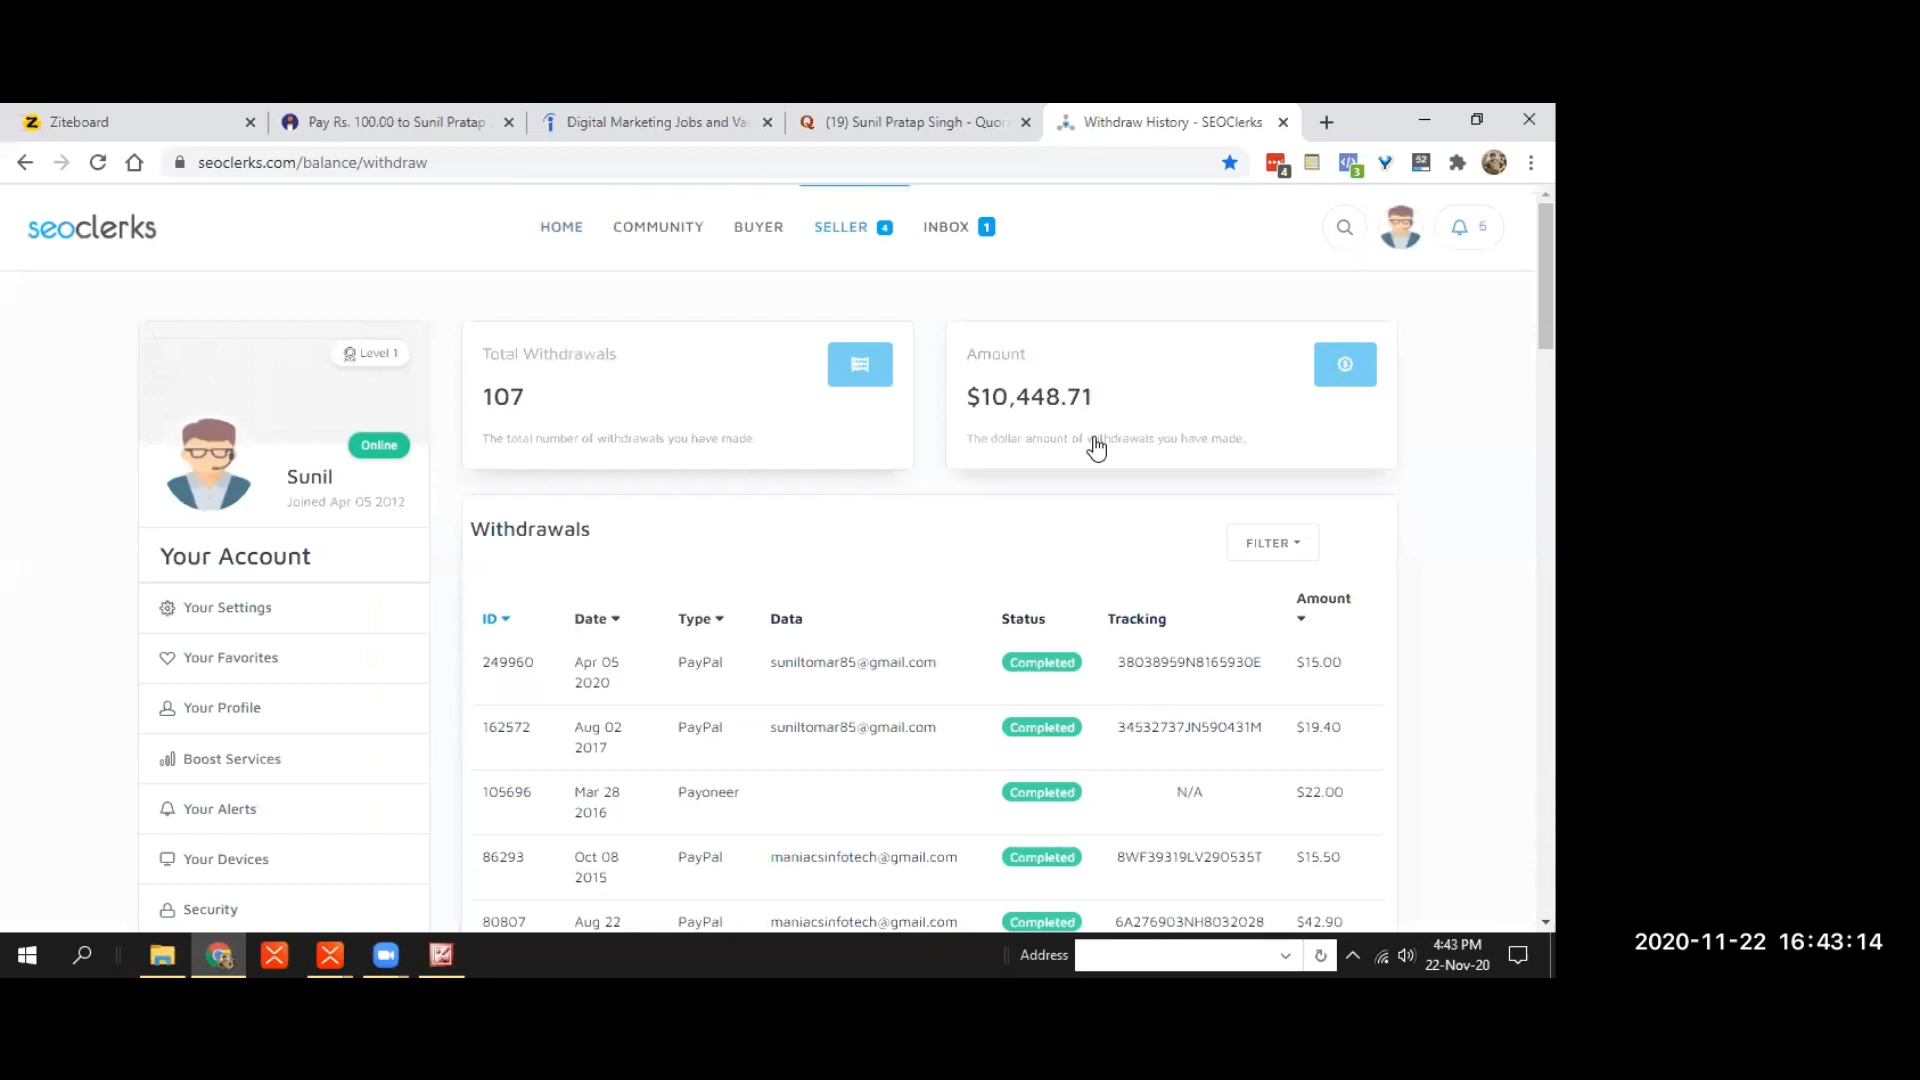 Ziteboard
Pay Rs. 100.00 to Sunil Pratap
Digital Marketing Jobs and Va
(19) Sunil Pratap Singh - Quor
Withdraw History - SEOClerks
seoclerks.com/balance/withdraw
4
3
52
seoclerks
HOME COMMUNITY BUYER SELLER 4 INBOX 1
6
Level 1
Online
Sunil
Joined Apr 05 2012
Your Account
Your Settings
Your Favorites
Your Profile
Boost Services
Your Alerts
Your Devices
Security
Total Withdrawals
107
The total number of withdrawals you have made.
Amount
$10,448.71
The dollar amount of withdrawals you have made.
Withdrawals
FILTER
ID Date Type Data Status Tracking Amount
249960 Apr 05 2020 PayPal suniltomar85@gmail.com Completed 38038959N8165930E $15.00
162572 Aug 02 2017 PayPal suniltomar85@gmail.com Completed 34532737JN590431M $19.40
105696 Mar 28 2016 Payoneer Completed N/A $22.00
86293 Oct 08 2015 PayPal maniacsinfotech@gmail.com Completed 8WF39319LV290535T $15.50
80807 Aug 22 PayPal maniacsinfotech@gmail.com Completed 6A276903NH8032028 $42.90
Address
4:43 PM
22-Nov-20
2020-11-22 16:43:14